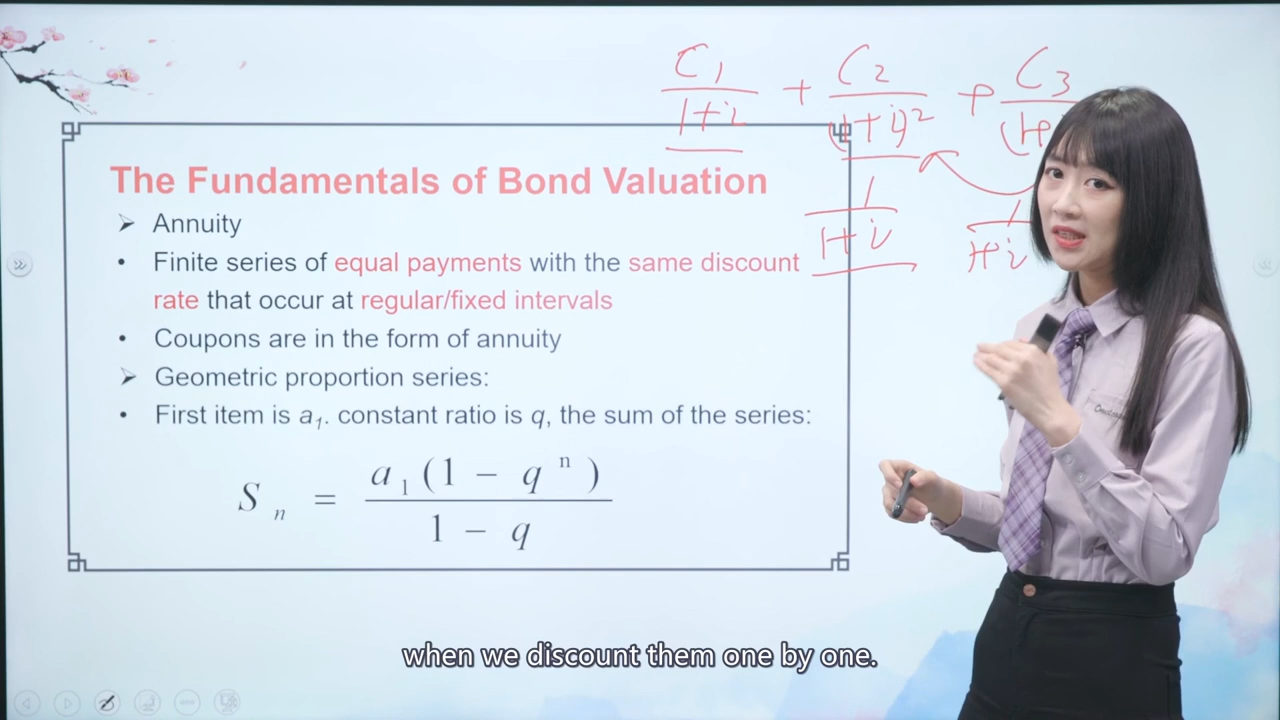 C1/1+i + C2/(1+i)² + C3/(1+
1/1+i 1/1+i
The Fundamentals of Bond Valuation
➢ Annuity
• Finite series of equal payments with the same discount
rate that occur at regular/fixed intervals
• Coupons are in the form of annuity
➢ Geometric proportion series:
• First item is a1. constant ratio is q, the sum of the series:
Sn = a1(1 − qⁿ) / 1 − q
when we discount them one by one.